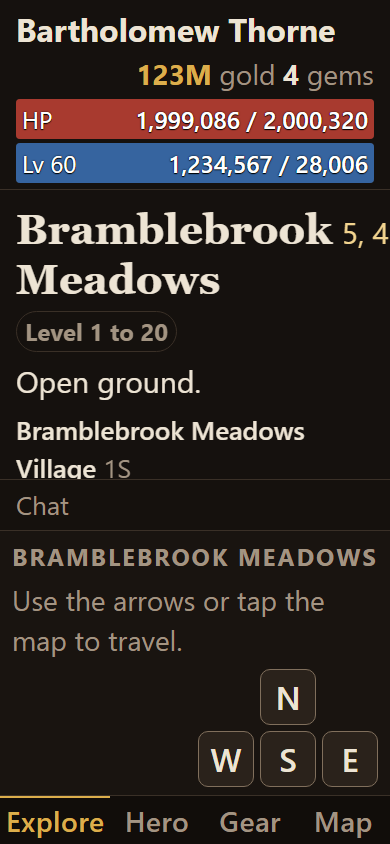 Bartholomew Thorne
123M gold 4 gems
HP 1,999,086 / 2,000,320
Lv 60 1,234,567 / 28,006
Bramblebrook 5, 4
Meadows
Level 1 to 20
Open ground.
Bramblebrook Meadows
Village 1S
Chat
BRAMBLEBROOK MEADOWS
Use the arrows or tap the
map to travel.
N
W S E
Explore Hero Gear Map